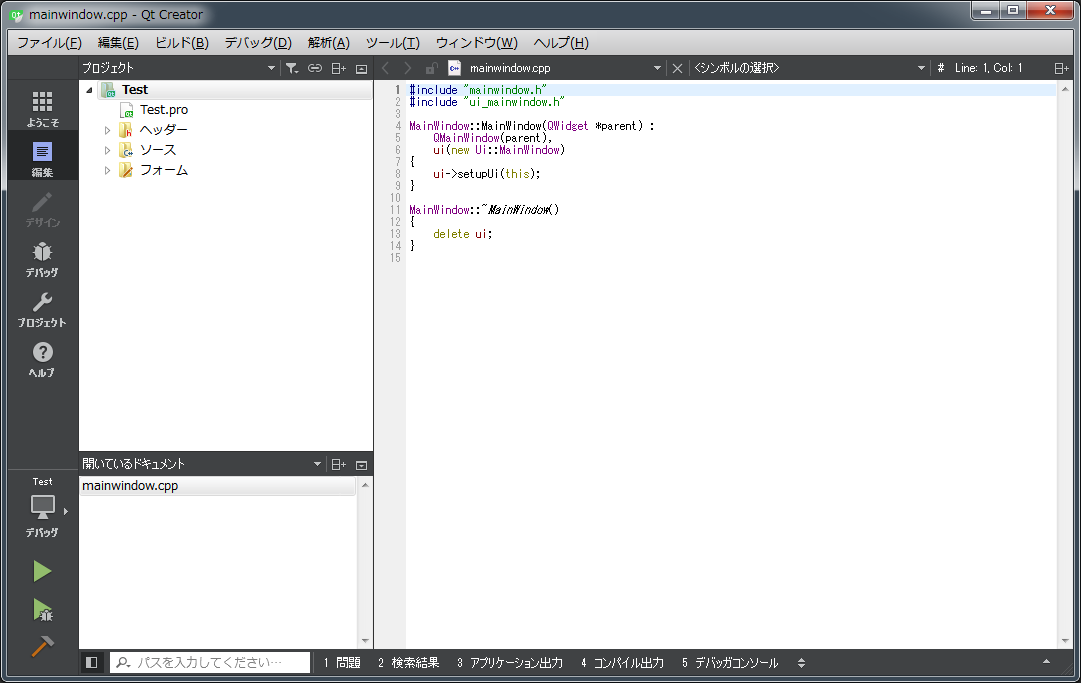 mainwindow.cpp - Qt Creator
ファイル(F) 編集(E) ビルド(B) デバッグ(D) 解析(A) ツール(T) ウィンドウ(W) ヘルプ(H)
プロジェクト
mainwindow.cpp <シンボルの選択> # Line: 1, Col: 1
ようこそ
編集
デザイン
デバッグ
プロジェクト
ヘルプ
Test
Test.pro
ヘッダー
ソース
フォーム
1 #include "mainwindow.h"
2 #include "ui_mainwindow.h"
3
4 MainWindow::MainWindow(QWidget *parent) :
5 QMainWindow(parent),
6 ui(new Ui::MainWindow)
7 {
8 ui->setupUi(this);
9 }
10
11 MainWindow::~MainWindow()
12 {
13 delete ui;
14 }
15
開いているドキュメント
mainwindow.cpp
Test
デバッグ
パスを入力してください… 1 問題 2 検索結果 3 アプリケーション出力 4 コンパイル出力 5 デバッガコンソール